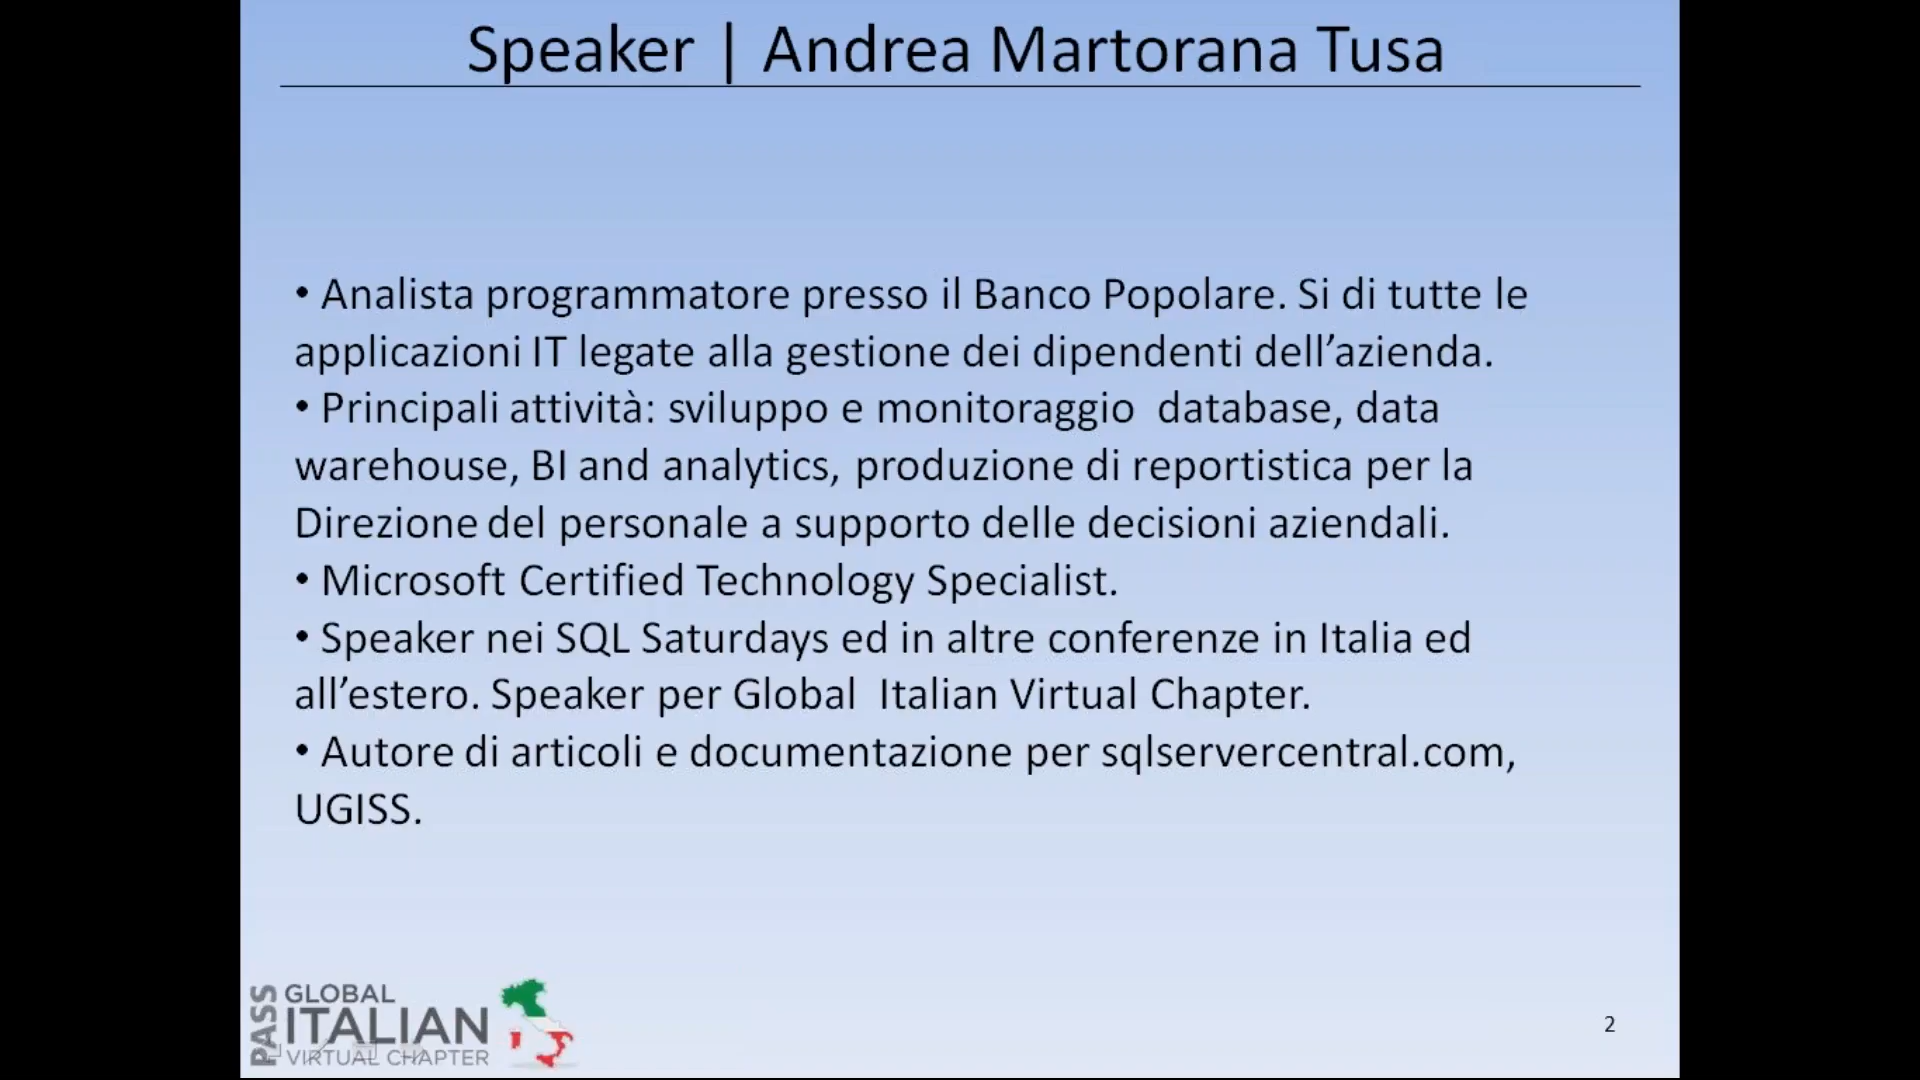 Speaker | Andrea Martorana Tusa
• Analista programmatore presso il Banco Popolare. Si di tutte le
applicazioni IT legate alla gestione dei dipendenti dell’azienda.
• Principali attività: sviluppo e monitoraggio  database, data
warehouse, BI and analytics, produzione di reportistica per la
Direzione del personale a supporto delle decisioni aziendali.
• Microsoft Certified Technology Specialist.
• Speaker nei SQL Saturdays ed in altre conferenze in Italia ed
all’estero. Speaker per Global  Italian Virtual Chapter.
• Autore di articoli e documentazione per sqlservercentral.com,
UGISS.
PASS
GLOBAL
ITALIAN
VIRTUAL CHAPTER
2